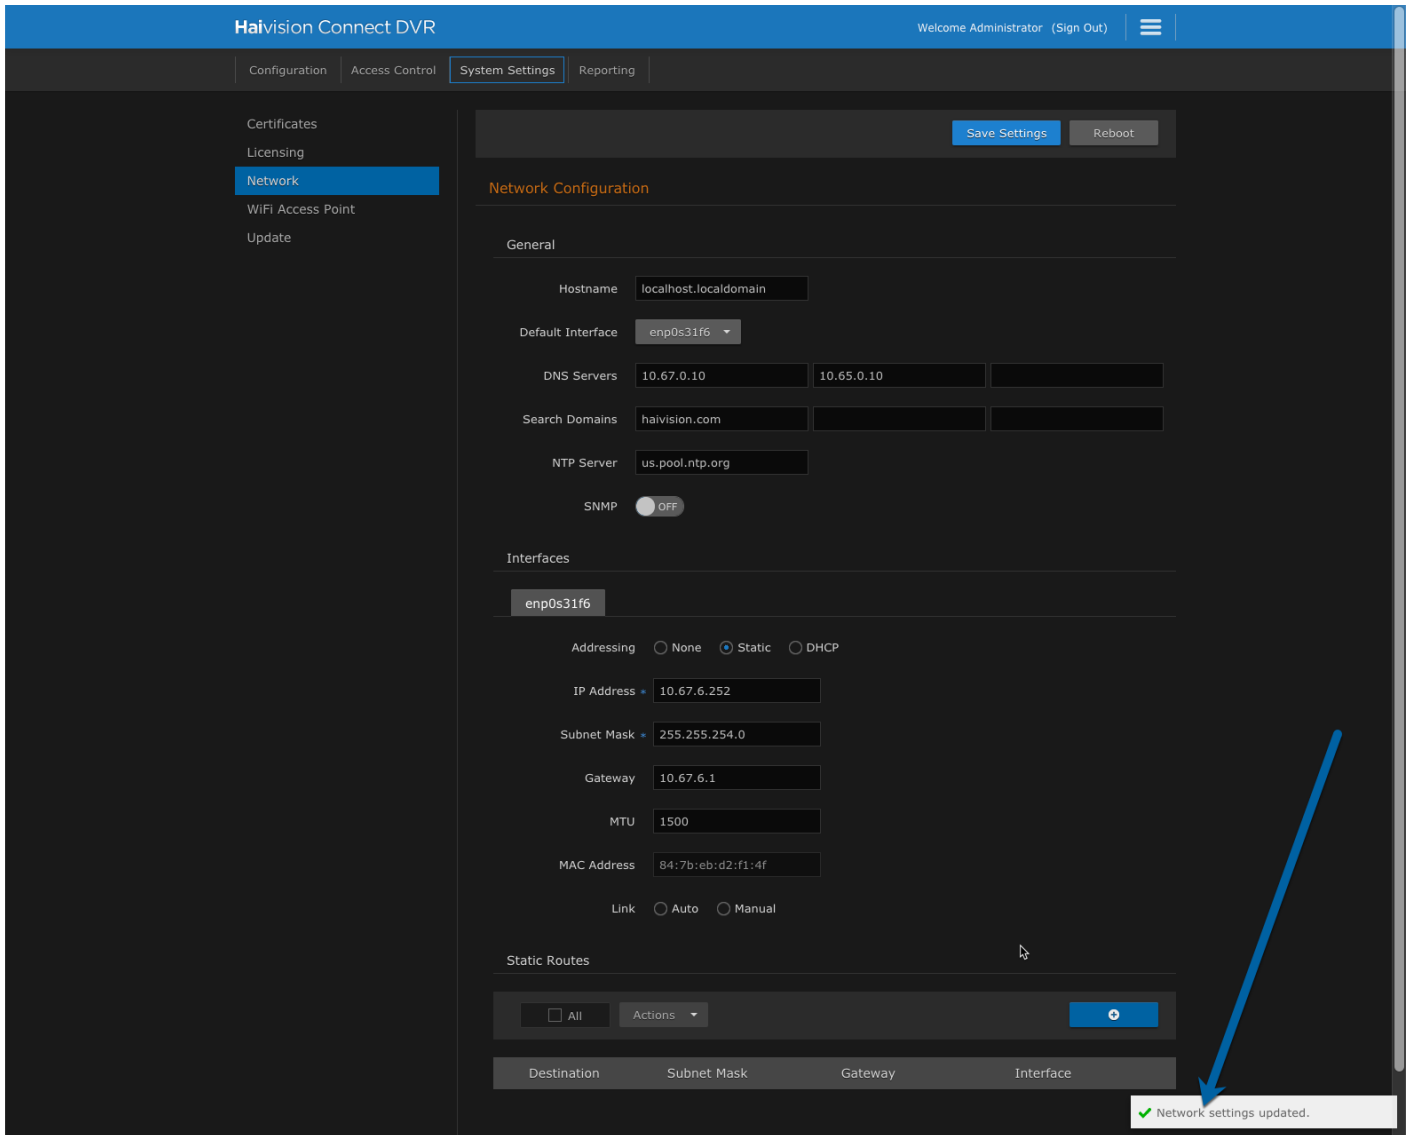 Haivision Connect DVR
Welcome Administrator (Sign Out)
Configuration Access Control System Settings Reporting
Certificates
Licensing
Network
WiFi Access Point
Update
Save Settings Reboot
Network Configuration
General
Hostname localhost.localdomain
Default Interface enp0s31f6
DNS Servers 10.67.0.10 10.65.0.10
Search Domains haivision.com
NTP Server us.pool.ntp.org
SNMP OFF
Interfaces
enp0s31f6
Addressing None Static DHCP
IP Address * 10.67.6.252
Subnet Mask * 255.255.254.0
Gateway 10.67.6.1
MTU 1500
MAC Address 84:7b:eb:d2:f1:4f
Link Auto Manual
Static Routes
All Actions
Destination Subnet Mask Gateway Interface
Network settings updated.